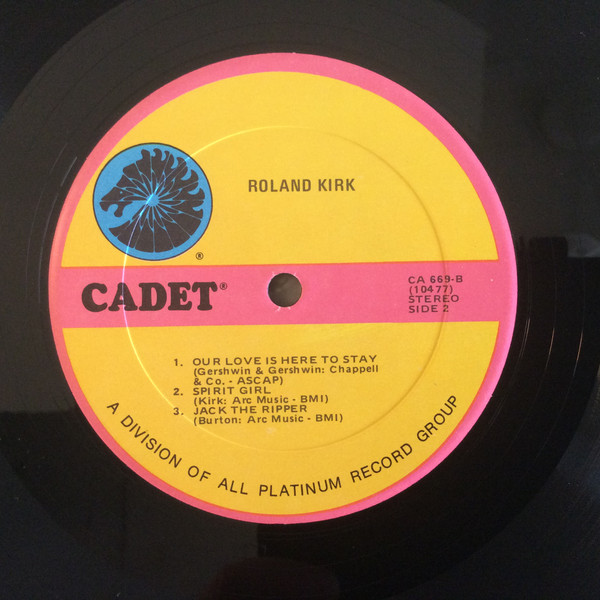 ROLAND KIRK
®
CADET®
CA 669-B
(10477)
STEREO
SIDE 2
1. OUR LOVE IS HERE TO STAY
(Gershwin & Gershwin: Chappell
& Co. - ASCAP)
2. SPIRIT GIRL
(Kirk: Arc Music - BMI)
3. JACK THE RIPPER
(Burton: Arc Music - BMI)
A DIVISION OF ALL PLATINUM RECORD GROUP